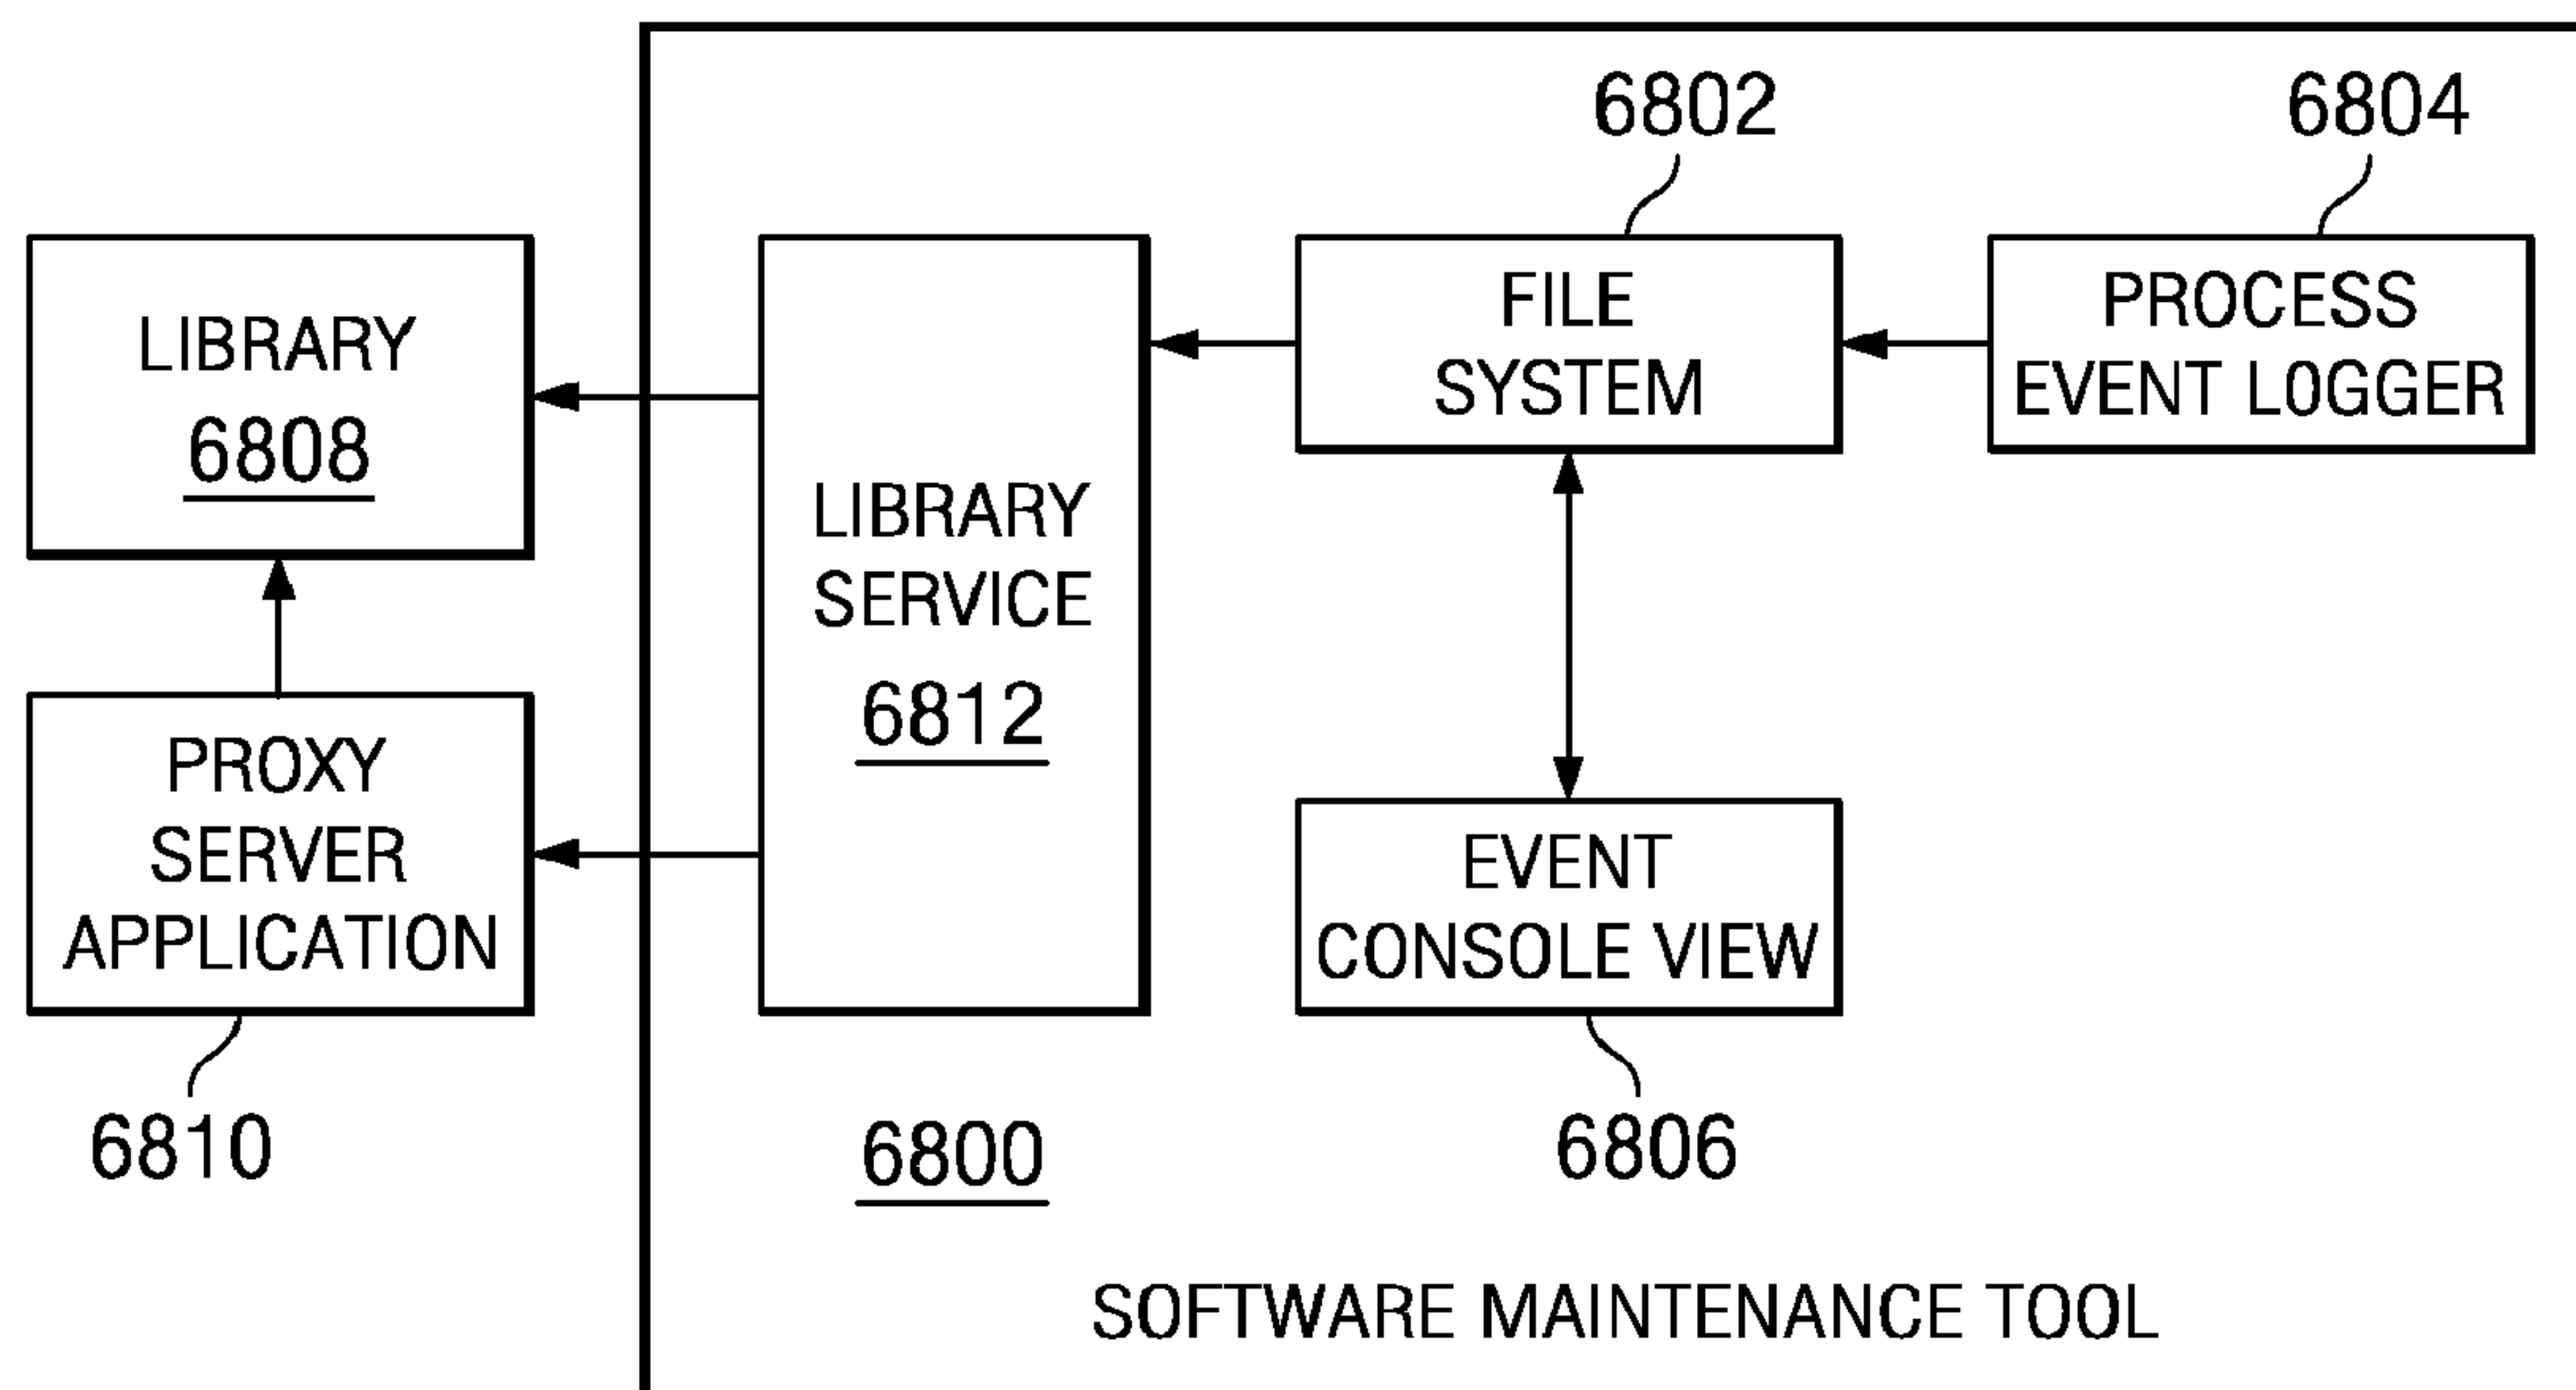 6802
6804
LIBRARY
6808
LIBRARY
SERVICE
6812
FILE
SYSTEM
PROCESS
EVENT LOGGER
PROXY
SERVER
APPLICATION
6810
EVENT
CONSOLE VIEW
6806
6800
SOFTWARE MAINTENANCE TOOL